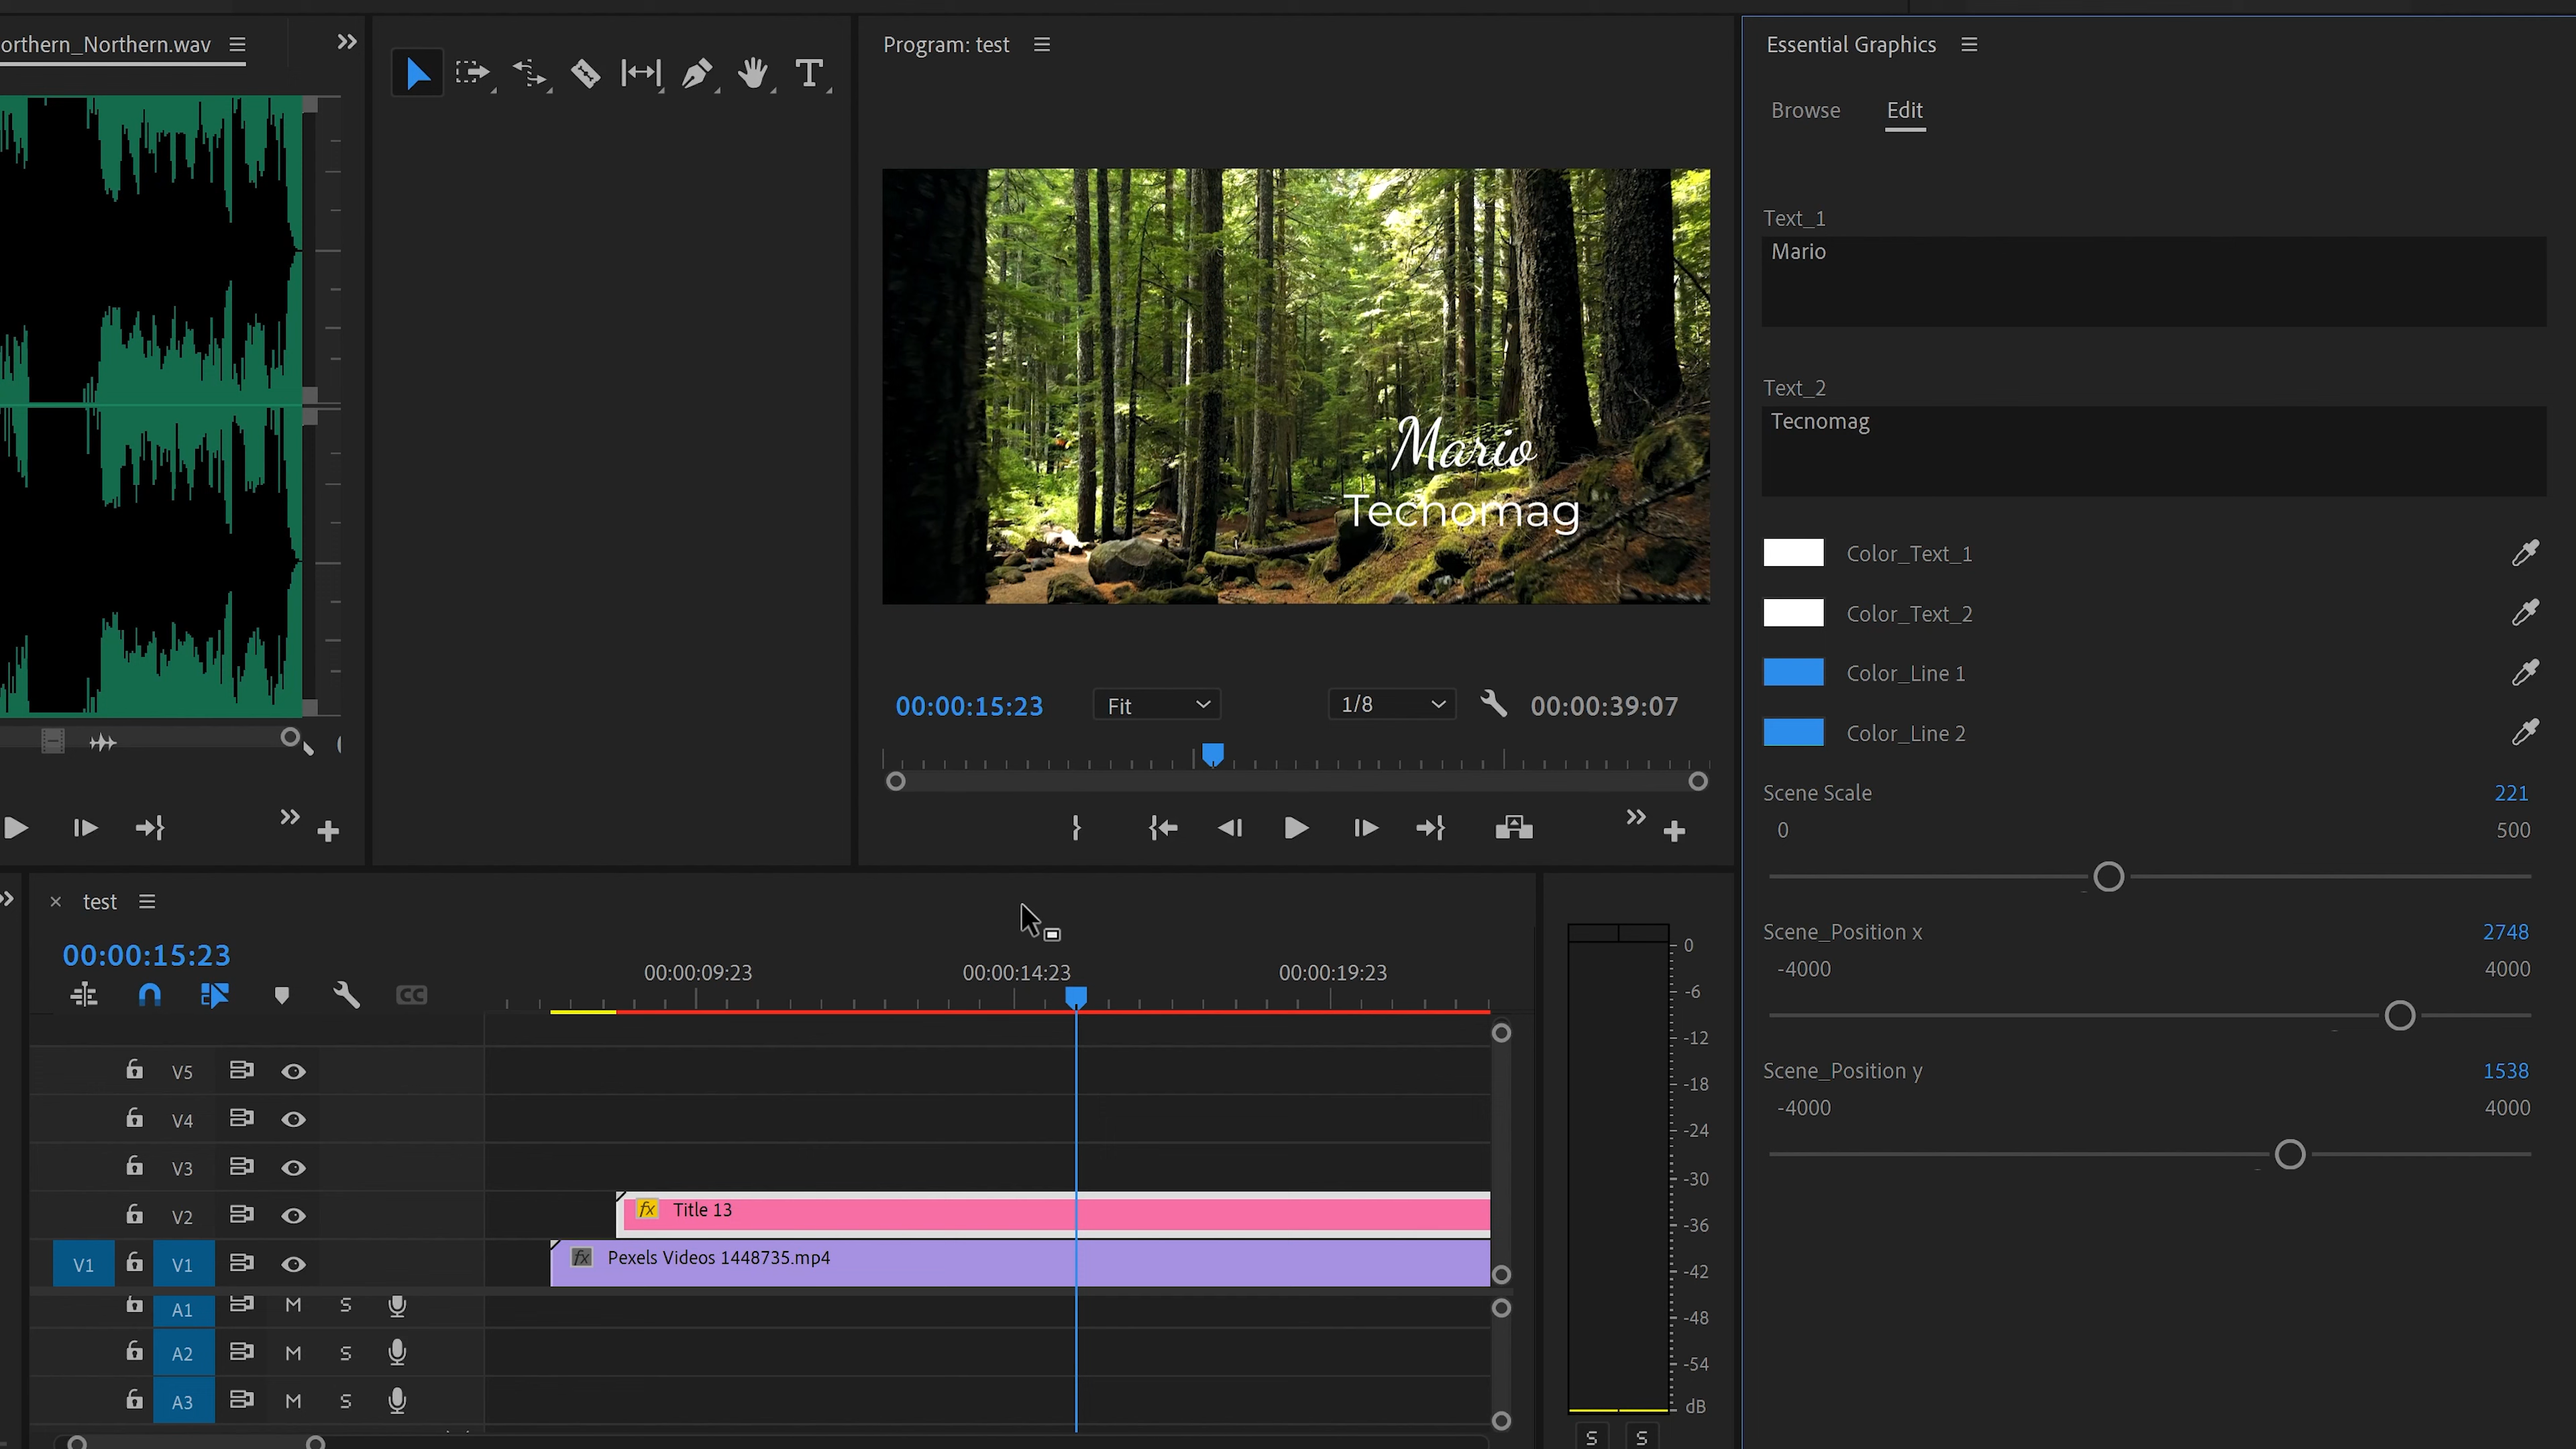 orthern_Northern.wav
Program: test
Essential Graphics
Browse
Edit
T
Text_1
Mario
Text_2
Tecnomag
Mario
Techomag
Color_Text_1
Color_Text_2
Color_Line 1
Color_Line 2
00:00:15:23
Fit
1/8
00:00:39:07
Scene Scale
221
0
500
Scene_Position x
2748
-4000
4000
Scene_Position y
1538
-4000
4000
× test
00:00:15:23
CC
00:00:09:23
00:00:14:23
00:00:19:23
V5
V4
V3
V2
fx Title 13
V1
V1
fx Pexels Videos 1448735.mp4
A1 M S
A2 M S
A3 M S
0
-6
-12
-18
-24
-30
-36
-42
-48
-54
dB
S S